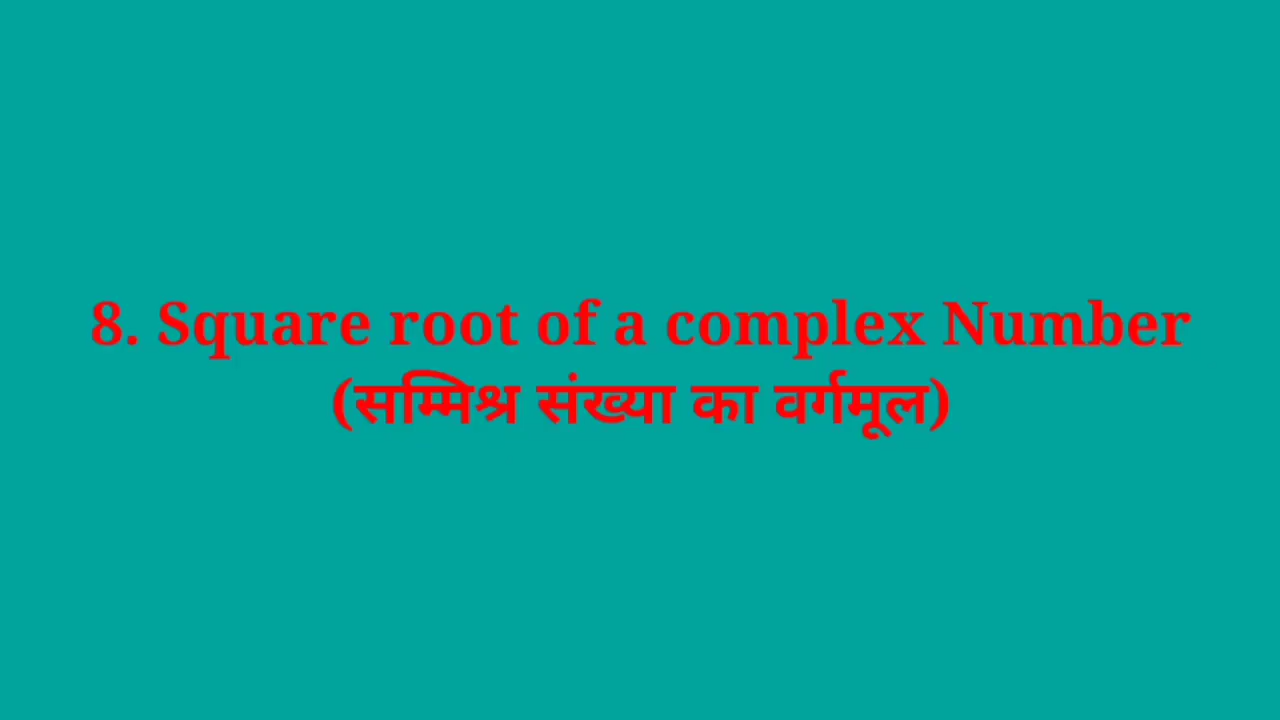 8. Square root of a complex Number
(सम्मिश्र संख्या का वर्गमूल)